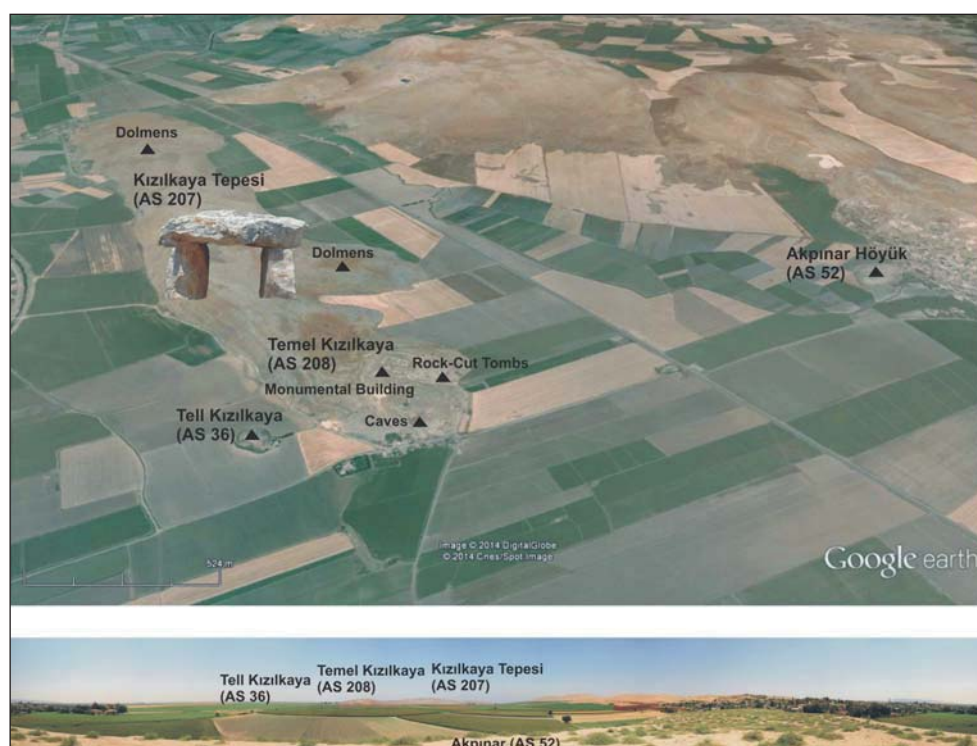 Dolmens
Kızılkaya Tepesi
(AS 207)
Dolmens
Akpınar Höyük
(AS 52)
Temel Kızılkaya
(AS 208)
Rock-Cut Tombs
Monumental Building
Tell Kızılkaya
(AS 36)
Caves
Image © 2014 DigitalGlobe
© 2014 Cnes/Spot Image
524 m
Google earth
Tell Kızılkaya
(AS 36)
Temel Kızılkaya
(AS 208)
Kızılkaya Tepesi
(AS 207)
Akpınar (AS 52)